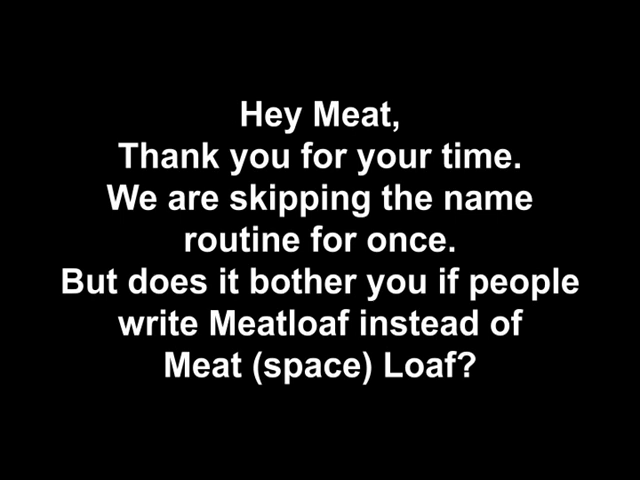 Hey Meat,
Thank you for your time.
We are skipping the name
routine for once.
But does it bother you if people
write Meatloaf instead of
Meat (space) Loaf?